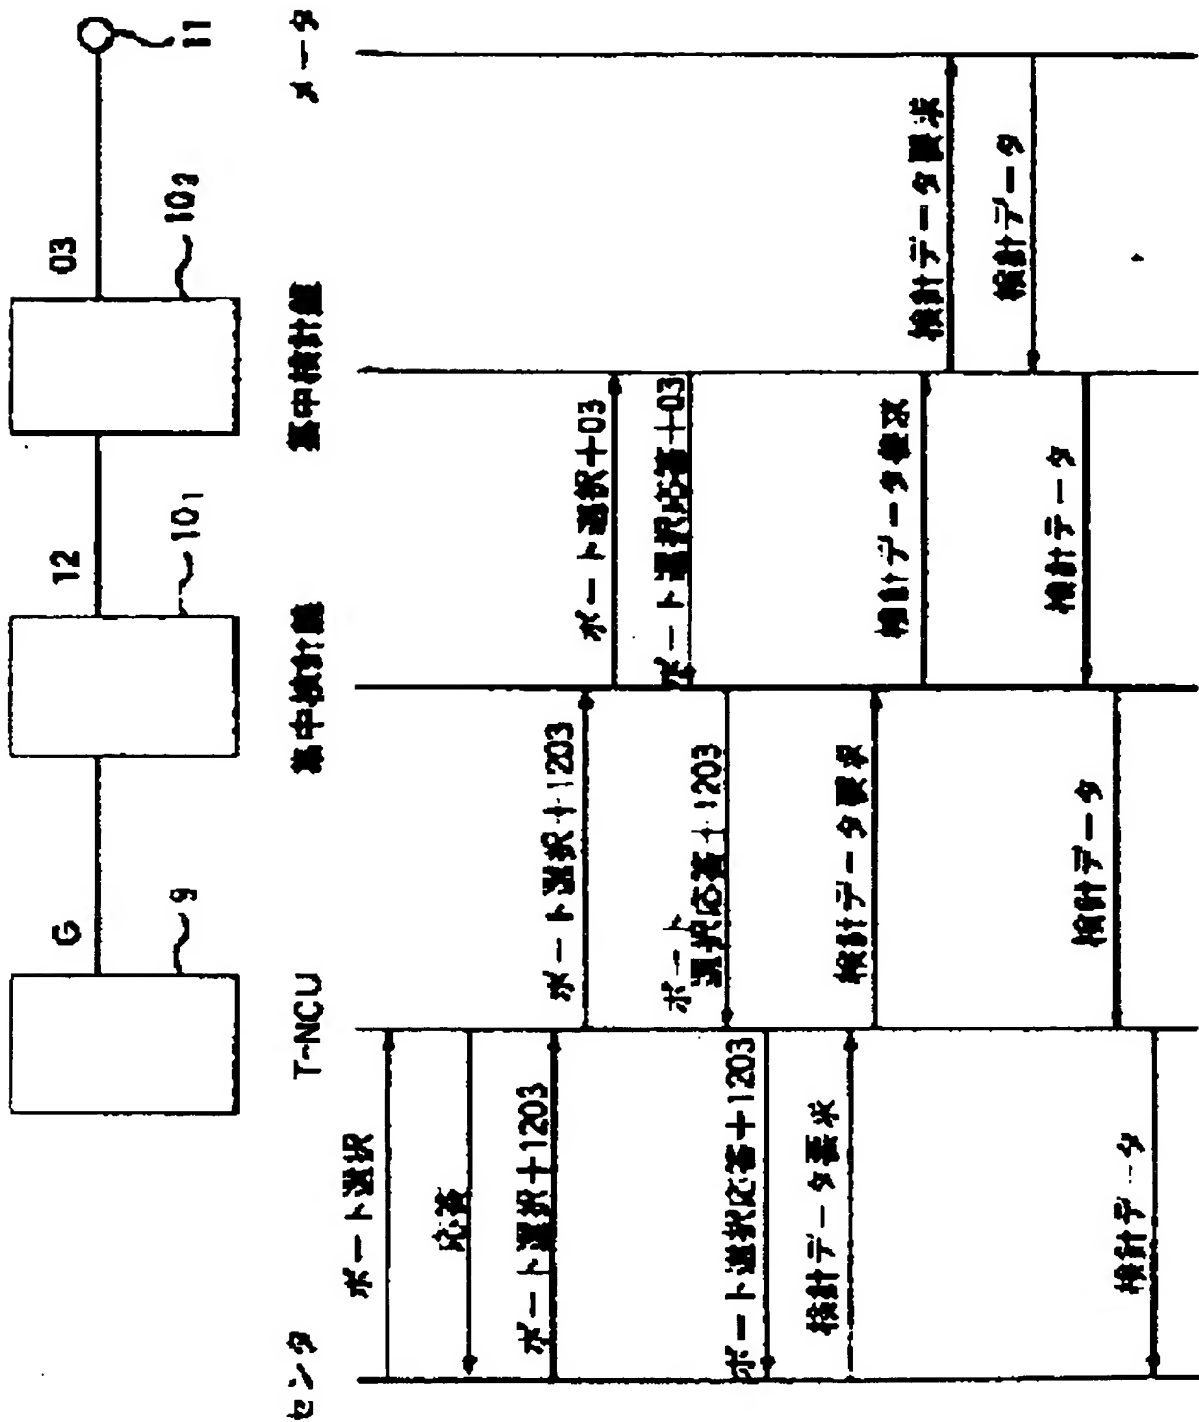 9
10₁
10₂
11
G
12
03
センタ
T-NCU
集中検針盤
集中検針盤
メータ
ポート選択
応答
ポート選択+1203
ポート選択+1203
ポート選択+03
ポート選択応答+03
ポート
選択応答+1203
ポート選択応答+1203
検針データ要求
検針データ要求
検針データ要求
検針データ要求
検針データ
検針データ
検針データ
検針データ